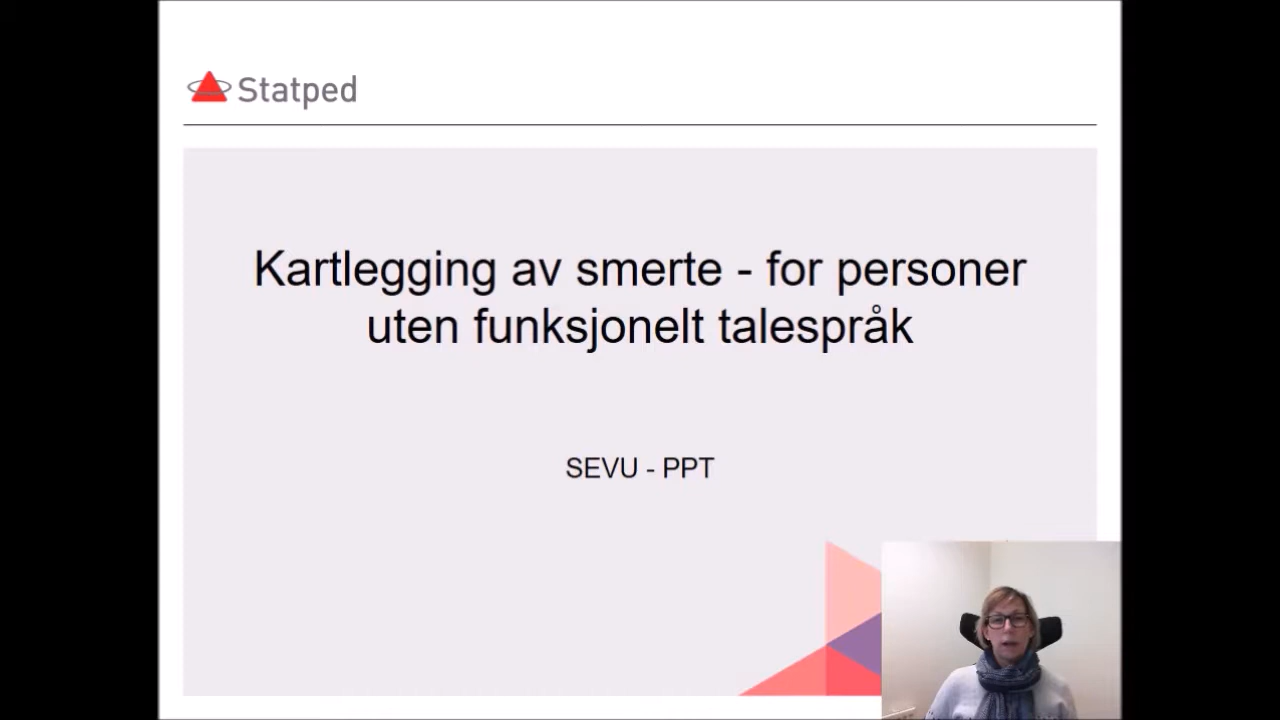 Statped
Kartlegging av smerte - for personer
uten funksjonelt talespråk
SEVU - PPT